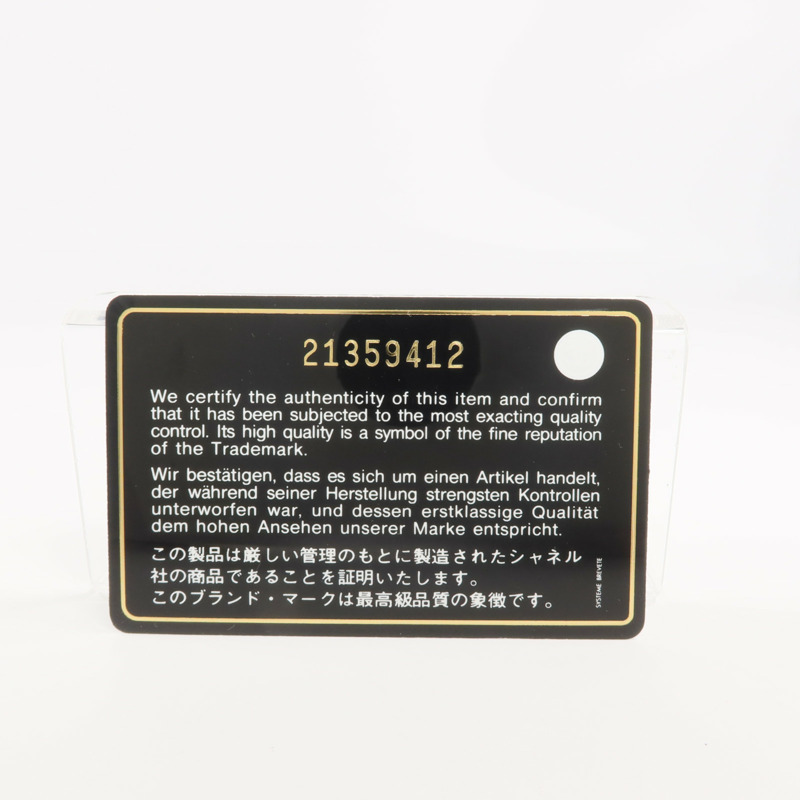 21359412
We certify the authenticity of this item and confirm
that it has been subjected to the most exacting quality
control. Its high quality is a symbol of the fine reputation
of the Trademark.
Wir bestätigen, dass es sich um einen Artikel handelt,
der während seiner Herstellung strengsten Kontrollen
unterworfen war, und dessen erstklassige Qualität
dem hohen Ansehen unserer Marke entspricht.
この製品は厳しい管理のもとに製造されたシャネル
社の商品であることを証明いたします。
このブランド・マークは最高級品質の象徴です。
SYSTEME BREVETE